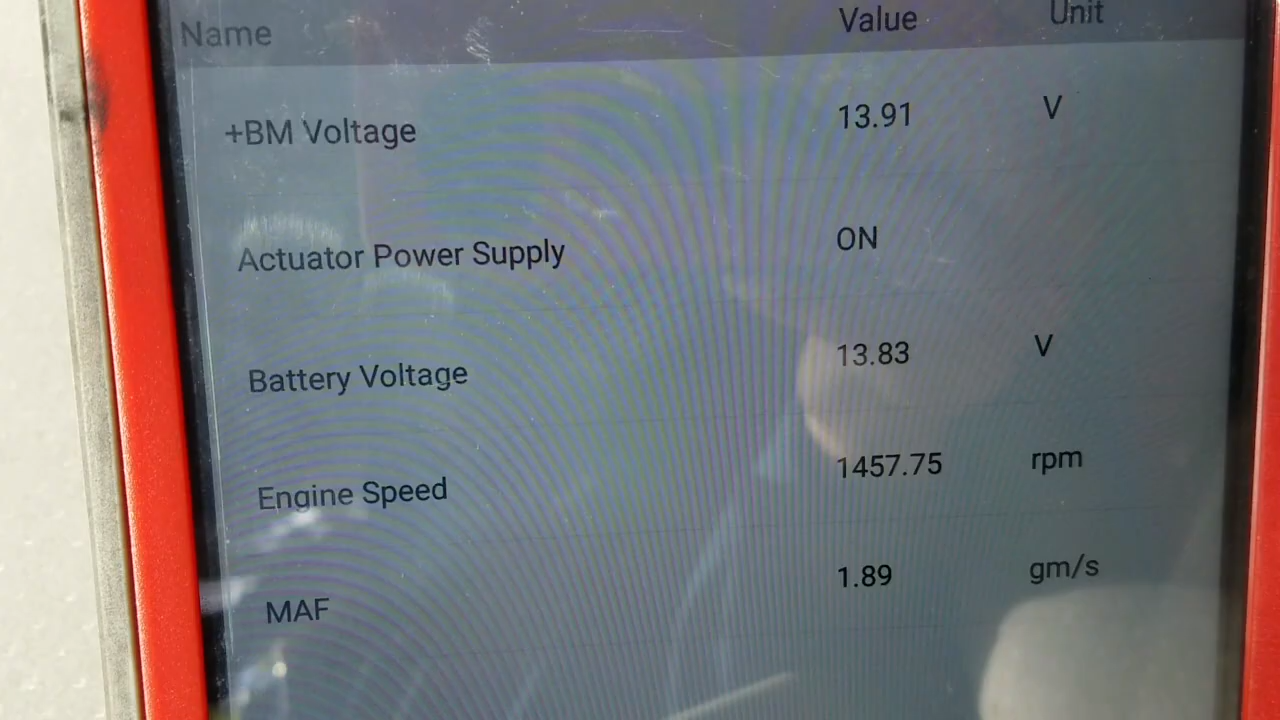 Name Value Unit
+BM Voltage 13.91 V
Actuator Power Supply ON
Battery Voltage 13.83 V
Engine Speed 1457.75 rpm
MAF 1.89 gm/s